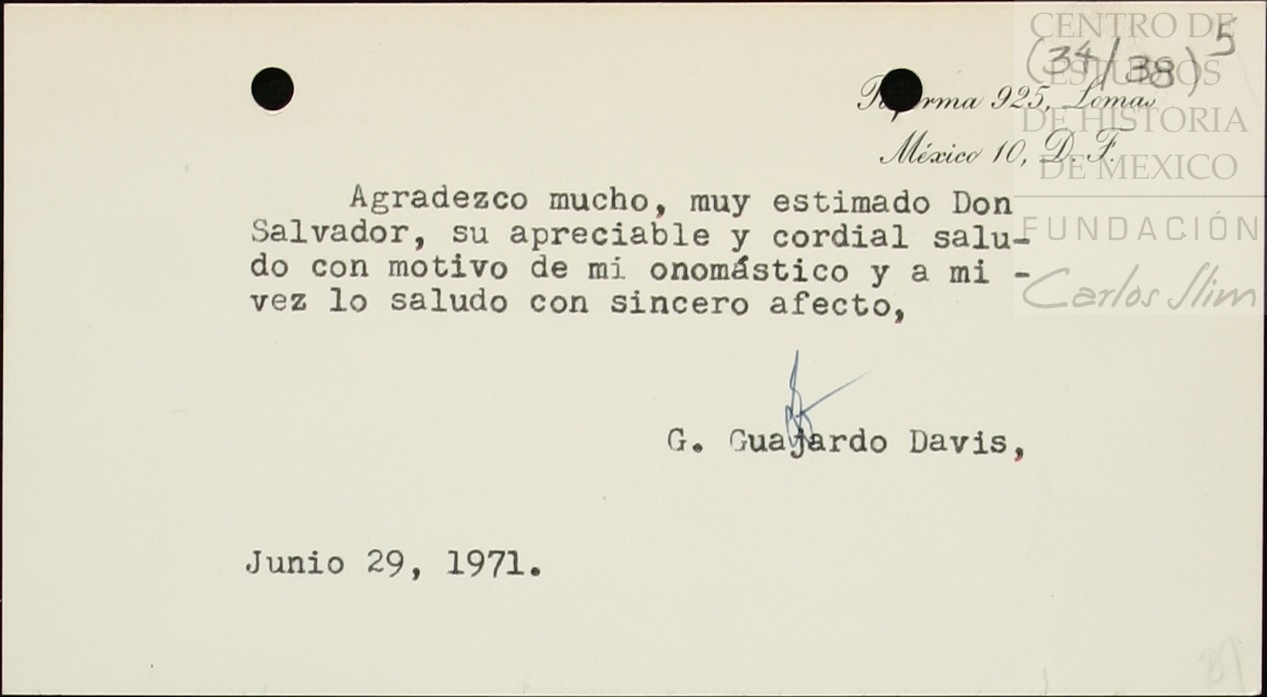 (34/38) 5
Reforma 925, Lomas
México 10, D. F.
Agradezco mucho, muy estimado Don
Salvador, su apreciable y cordial salu-
do con motivo de mi onomástico y a mi -
vez lo saludo con sincero afecto,
G. Guajardo Davis,
Junio 29, 1971.
CENTRO DE
ESTUDIOS
DE HISTORIA
DE MEXICO
FUNDACIÓN
Carlos Slim